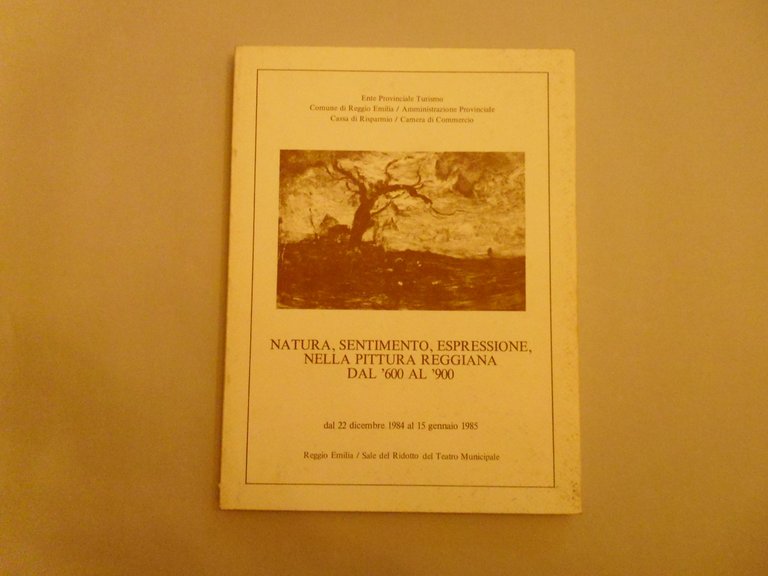 Ente Provinciale Turismo
Comune di Reggio Emilia / Amministrazione Provinciale
Cassa di Risparmio / Camera di Commercio
NATURA, SENTIMENTO, ESPRESSIONE,
NELLA PITTURA REGGIANA
DAL '600 AL '900
dal 22 dicembre 1984 al 15 gennaio 1985
Reggio Emilia / Sale del Ridotto del Teatro Municipale